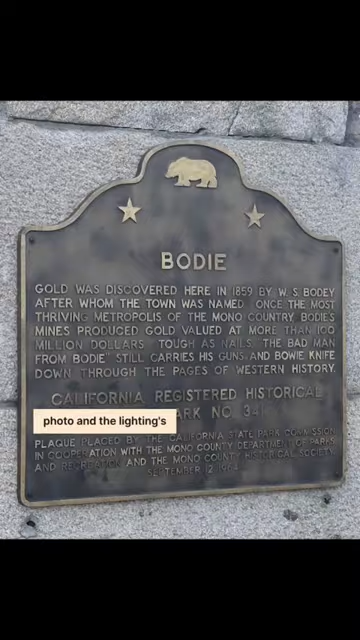 BODIE
GOLD WAS DISCOVERED HERE IN 1859 BY W. S. BODEY
AFTER WHOM THE TOWN WAS NAMED ONCE THE MOST
THRIVING METROPOLIS OF THE MONO COUNTRY. BODIES
MINES PRODUCED GOLD VALUED AT MORE THAN 100
MILLION DOLLARS TOUGH AS NAILS, "THE BAD MAN
FROM BODIE" STILL CARRIES HIS GUNS AND BOWIE KNIFE
DOWN THROUGH THE PAGES OF WESTERN HISTORY.
CALIFORNIA REGISTERED HISTORICAL
ARK NO. 341
photo and the lighting's
PLAQUE PLACED BY THE CALIFORNIA STATE PARK COMMISSION
IN COOPERATION WITH THE MONO COUNTY DEPARTMENT OF PARKS
AND RECREATION AND THE MONO COUNTY HISTORICAL SOCIETY,
SEPTEMBER 12, 1964